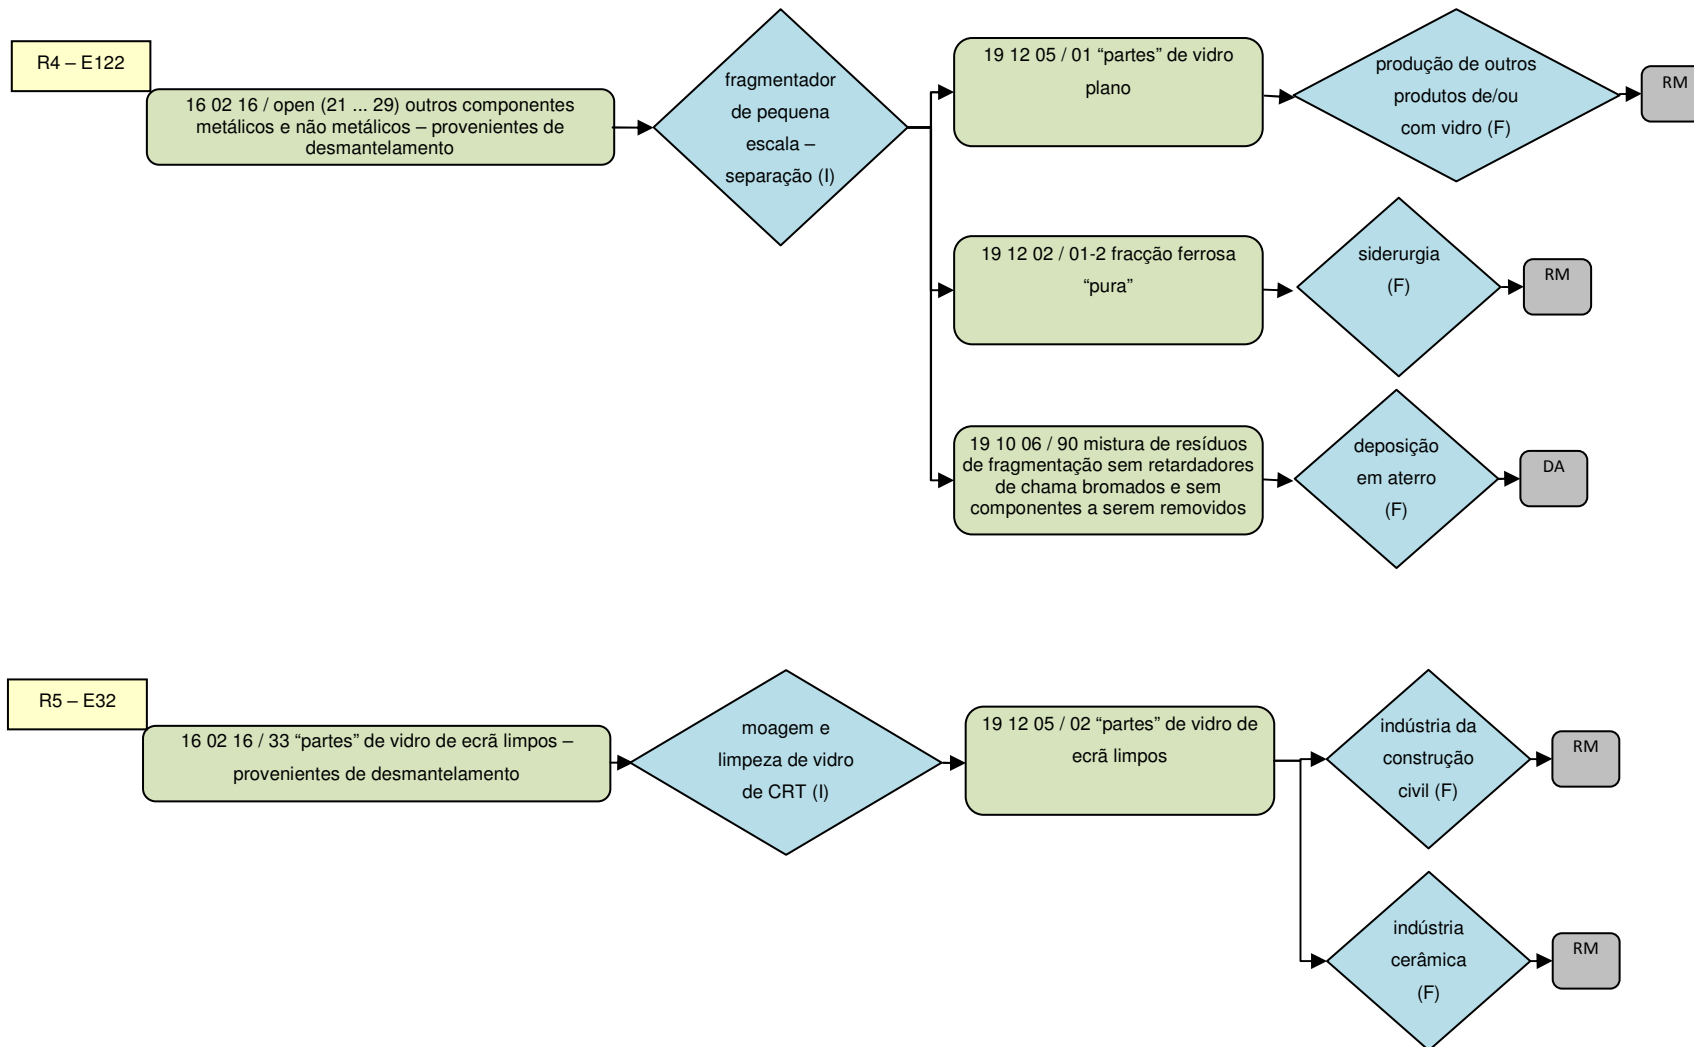 R4 – E122
16 02 16 / open (21 ... 29) outros componentes
metálicos e não metálicos – provenientes de
desmantelamento
fragmentador
de pequena
escala –
separação (I)
19 12 05 / 01 “partes” de vidro
plano
produção de outros
produtos de/ou
com vidro (F)
RM
19 12 02 / 01-2 fracção ferrosa
“pura”
siderurgia
(F)
RM
19 10 06 / 90 mistura de resíduos
de fragmentação sem retardadores
de chama bromados e sem
componentes a serem removidos
deposição
em aterro
(F)
DA
R5 – E32
16 02 16 / 33 “partes” de vidro de ecrã limpos –
provenientes de desmantelamento
moagem e
limpeza de vidro
de CRT (I)
19 12 05 / 02 “partes” de vidro de
ecrã limpos
indústria da
construção
civil (F)
RM
indústria
cerâmica
(F)
RM